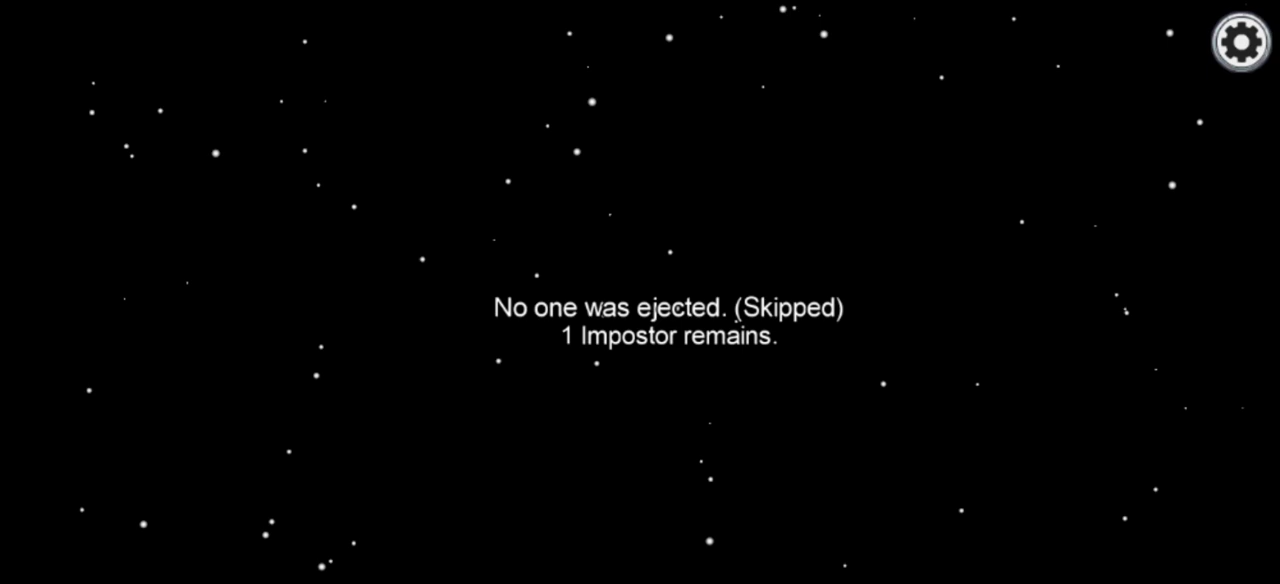 No one was ejected. (Skipped)
1 Impostor remains.